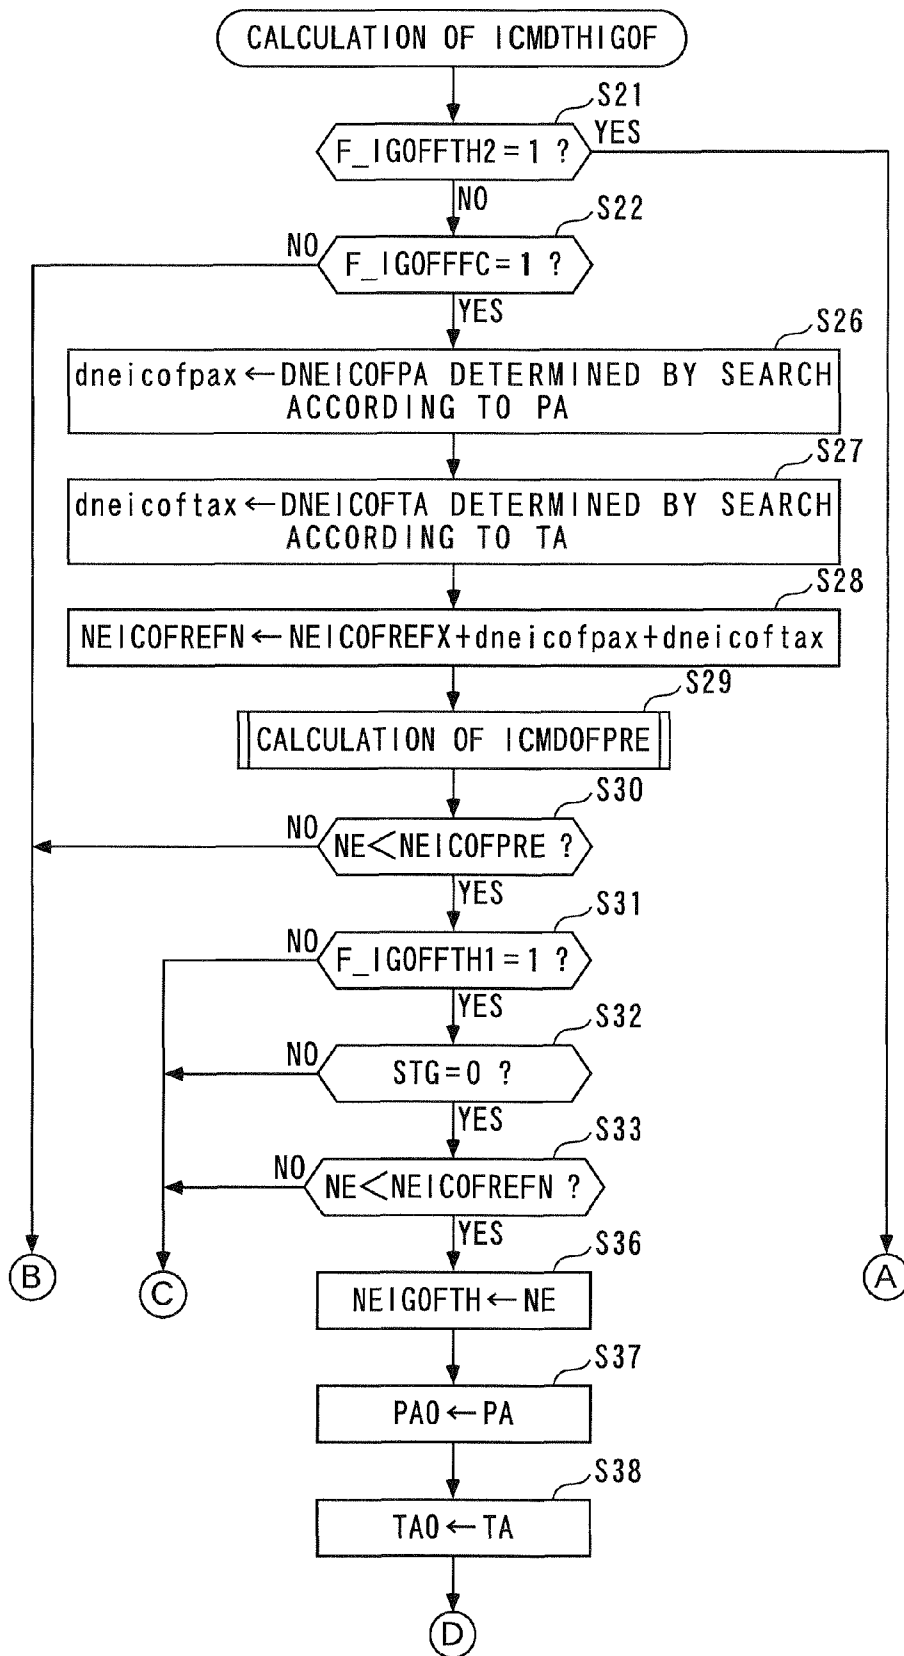 CALCULATION OF ICMDTHIGOF
S21
F_IGOFFTH2=1 ?
YES
NO
S22
NO
F_IGOFFFC=1 ?
YES
S26
dneicofpax←DNEICOFPA DETERMINED BY SEARCH
ACCORDING TO PA
S27
dneicoftax←DNEICOFTA DETERMINED BY SEARCH
ACCORDING TO TA
S28
NEICOFREFN←NEICOFREFX+dneicofpax+dneicoftax
S29
CALCULATION OF ICMDOFPRE
S30
NO
NE<NEICOFPRE ?
YES
S31
NO
F_IGOFFTH1=1 ?
YES
S32
NO
STG=0 ?
YES
S33
NO
NE<NEICOFREFN ?
YES
S36
B
C
A
NEIGOFTH←NE
S37
PA0←PA
S38
TA0←TA
D